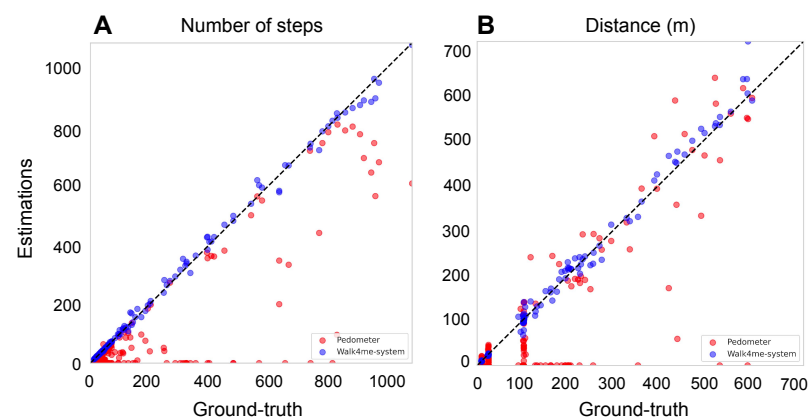 A Number of steps
1000
800
600
400
200
0
0 200 400 600 800 1000
Estimations
Ground-truth
Pedometer
Walk4me-system
B Distance (m)
700
600
500
400
300
200
100
0
0 100 200 300 400 500 600 700
Ground-truth
Pedometer
Walk4me-system